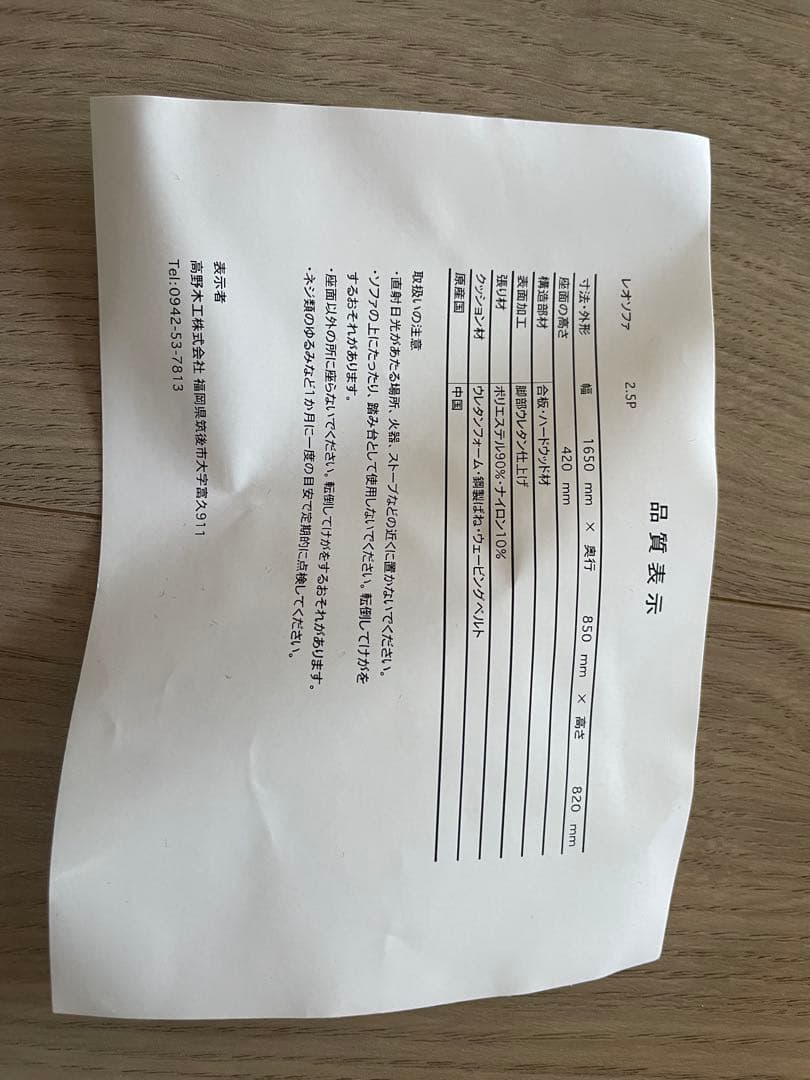 品質表示
レオソファ 2.5P
寸法・外形 幅 1650 mm × 奥行 850 mm × 高さ 820 mm
座面の高さ 420 mm
構造部材 合板・ハードウッド材
表面加工 脚部ウレタン仕上げ
張り材 ポリエステル90%・ナイロン10%
クッション材 ウレタンフォーム・鋼製ばね・ウェービングベルト
原産国 中国
取扱いの注意
・直射日光があたる場所、火器、ストーブなどの近くに置かないでください。
・ソファの上にたったり、踏み台として使用しないでください。転倒してけがを
するおそれがあります。
・座面以外の所に座らないでください。転倒してけがをするおそれがあります。
・ネジ類のゆるみなど1か月に一度の目安で定期的に点検してください。
表示者
高野木工株式会社 福岡県筑後市大字富久911
Tel:0942-53-7813